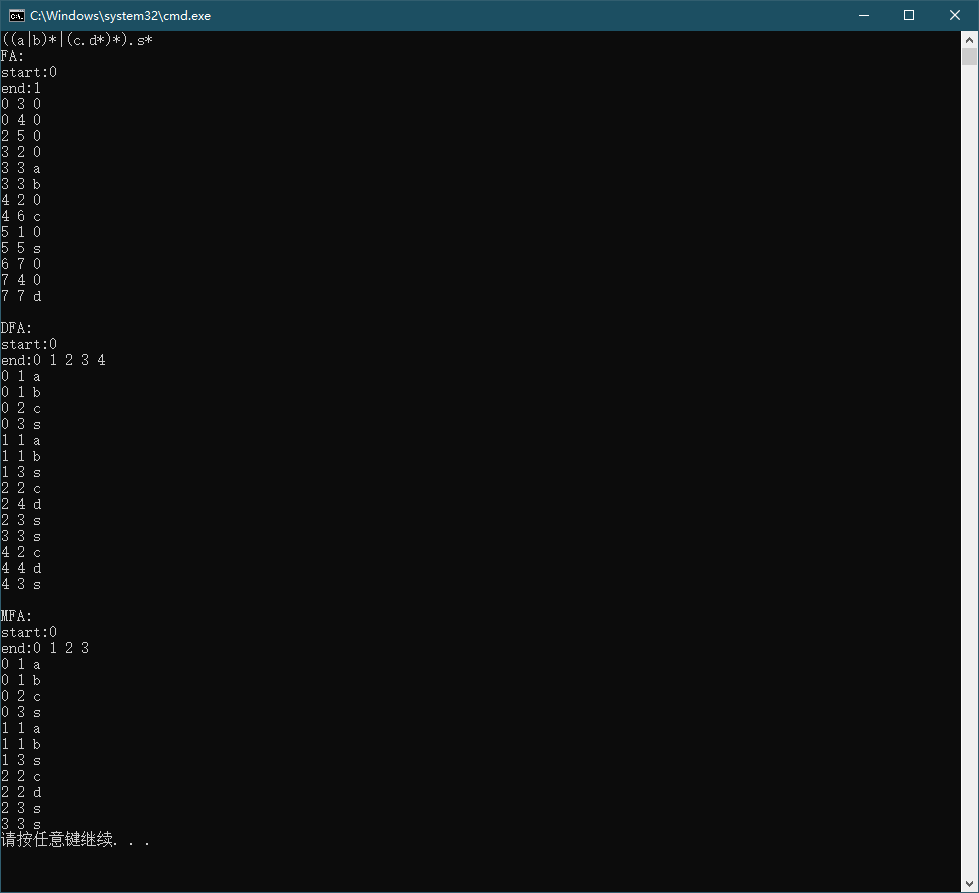 C:\Windows\system32\cmd.exe
((a|b)*|(c.d*)*).s*
FA:
start:0
end:1
0 3 0
0 4 0
2 5 0
3 2 0
3 3 a
3 3 b
4 2 0
4 6 c
5 1 0
5 5 s
6 7 0
7 4 0
7 7 d

DFA:
start:0
end:0 1 2 3 4
0 1 a
0 1 b
0 2 c
0 3 s
1 1 a
1 1 b
1 3 s
2 2 c
2 4 d
2 3 s
3 3 s
4 2 c
4 4 d
4 3 s

MFA:
start:0
end:0 1 2 3
0 1 a
0 1 b
0 2 c
0 3 s
1 1 a
1 1 b
1 3 s
2 2 c
2 2 d
2 3 s
3 3 s
请按任意键继续. . .